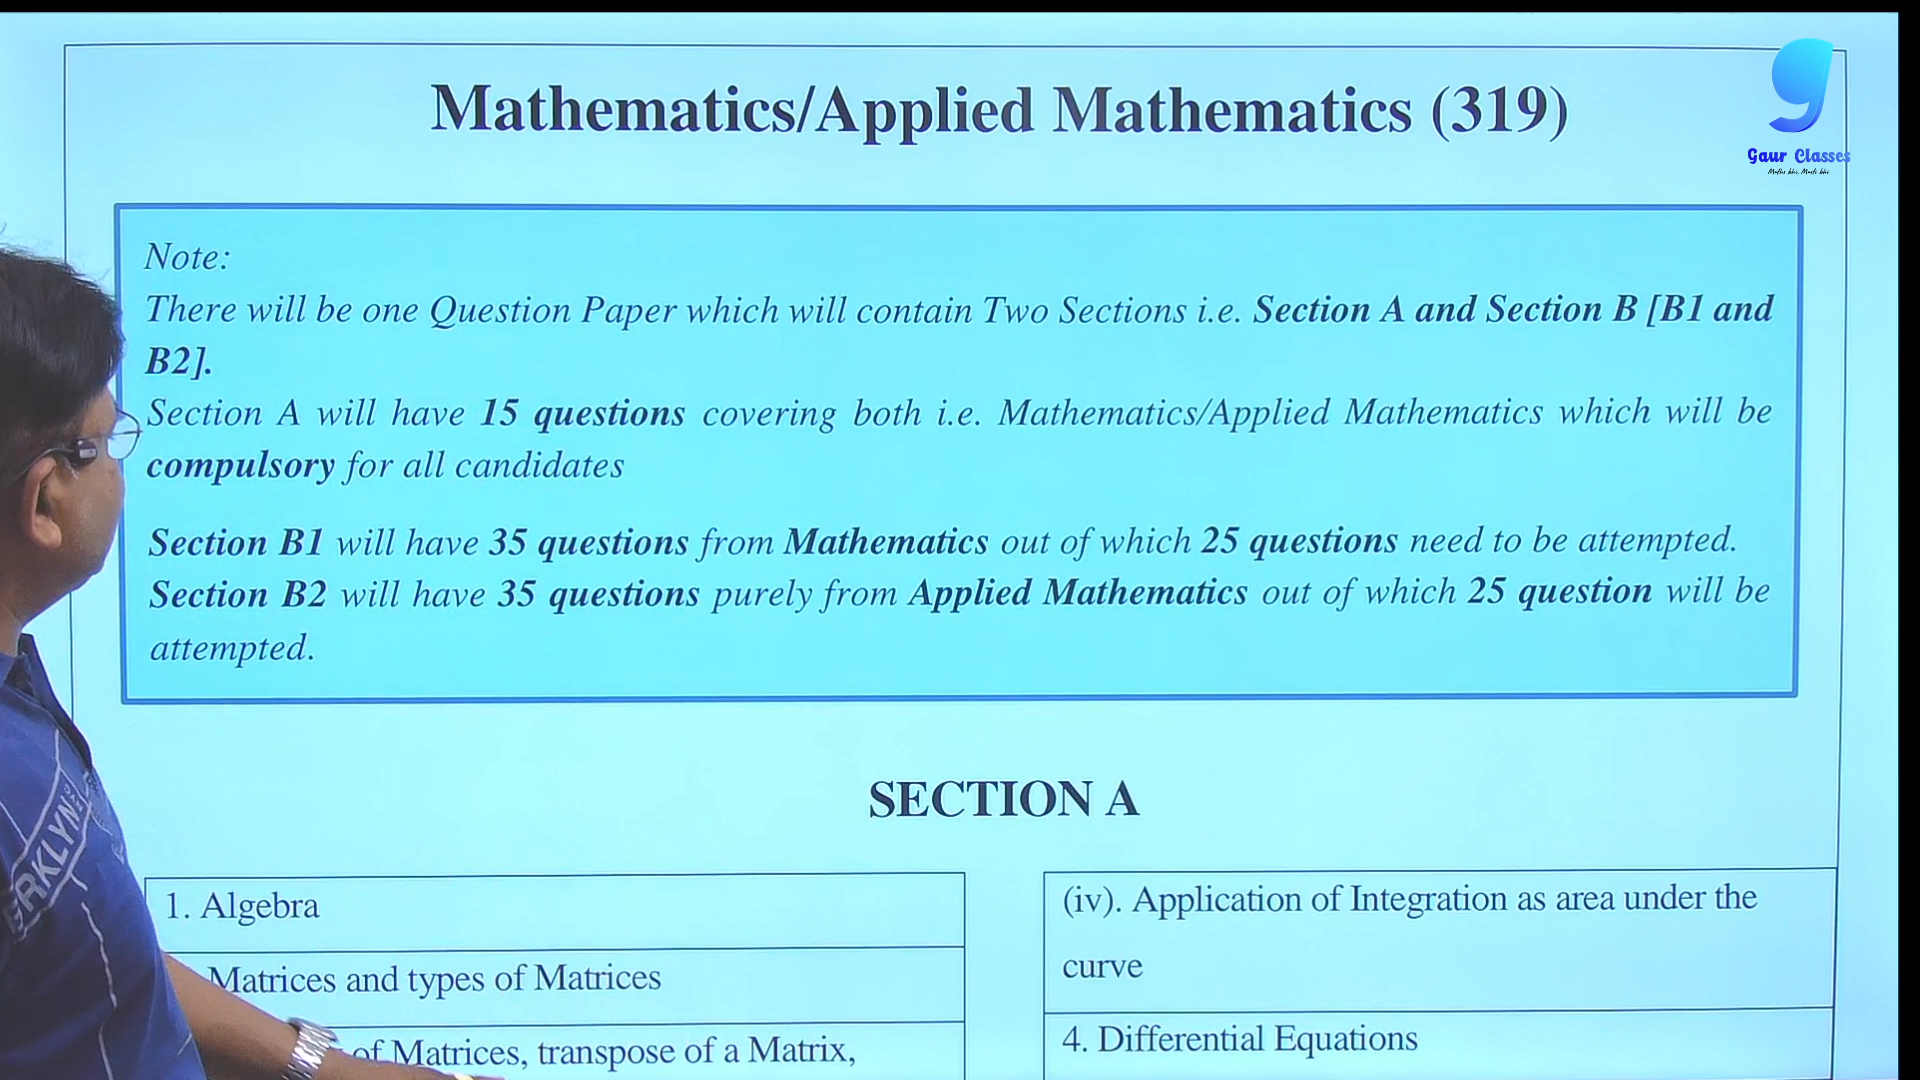 Mathematics/Applied Mathematics (319)
Gaur Classes
Note:
There will be one Question Paper which will contain Two Sections i.e. Section A and Section B [B1 and
B2].
Section A will have 15 questions covering both i.e. Mathematics/Applied Mathematics which will be
compulsory for all candidates
Section B1 will have 35 questions from Mathematics out of which 25 questions need to be attempted.
Section B2 will have 35 questions purely from Applied Mathematics out of which 25 question will be
attempted.
SECTION A
1. Algebra
Matrices and types of Matrices
of Matrices, transpose of a Matrix,
(iv). Application of Integration as area under the
curve
4. Differential Equations